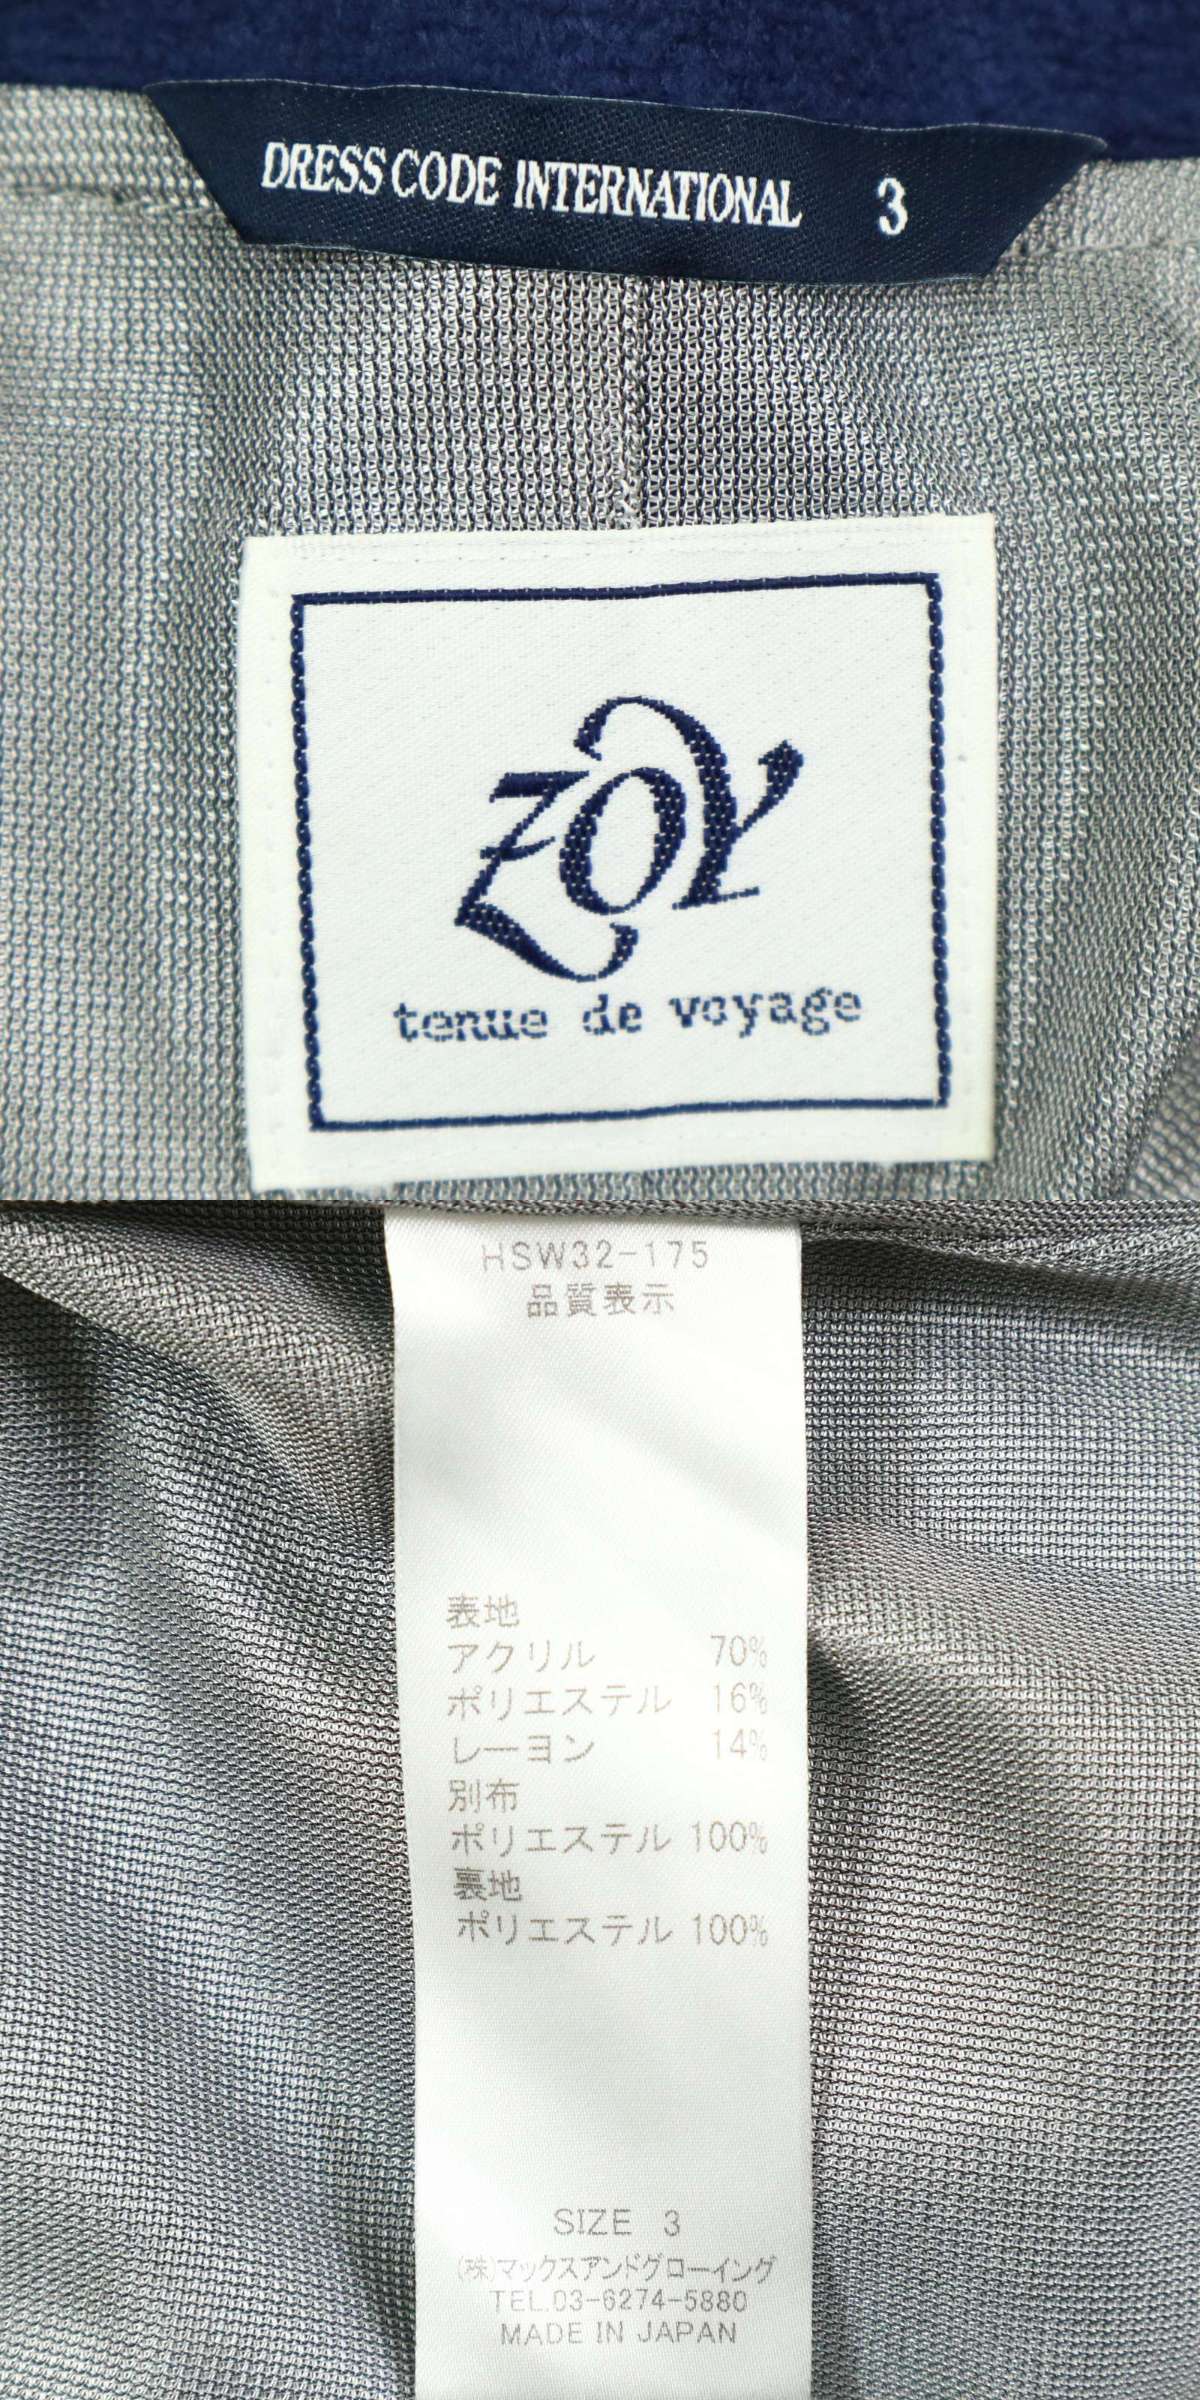 DRESS CODE INTERNATIONAL 3
ZOY
tenue de voyage
HSW32-175
品質表示
表地
アクリル 70%
ポリエステル 16%
レーヨン 14%
別布
ポリエステル 100%
裏地
ポリエステル 100%
SIZE 3
(株)マックスアンドグローイング
TEL.03-6274-5880
MADE IN JAPAN